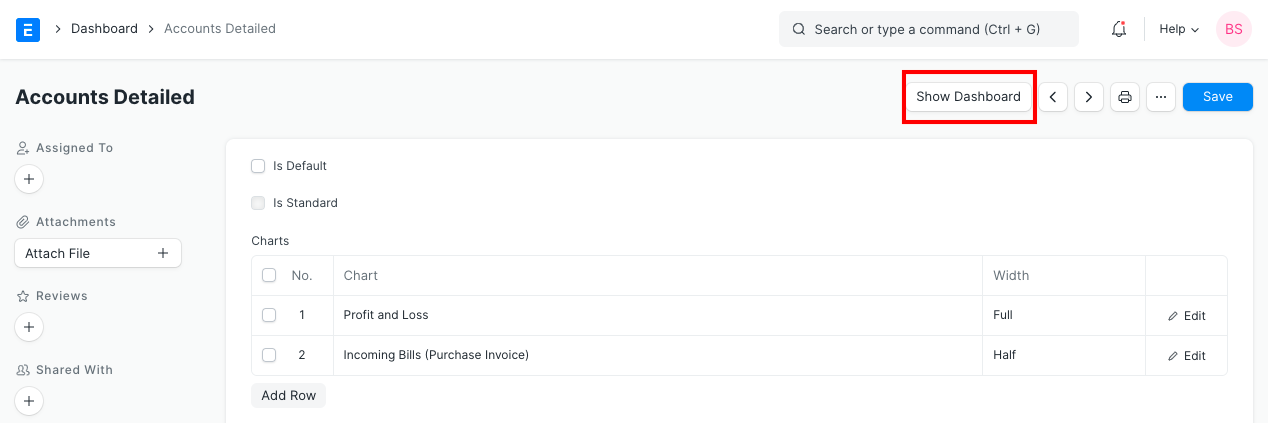 E
Dashboard
Accounts Detailed
Search or type a command (Ctrl + G)
Help
BS
Accounts Detailed
Show Dashboard
Save
Assigned To
Attachments
Attach File
Reviews
Shared With
Is Default
Is Standard
Charts
No. Chart Width
1 Profit and Loss Full Edit
2 Incoming Bills (Purchase Invoice) Half Edit
Add Row